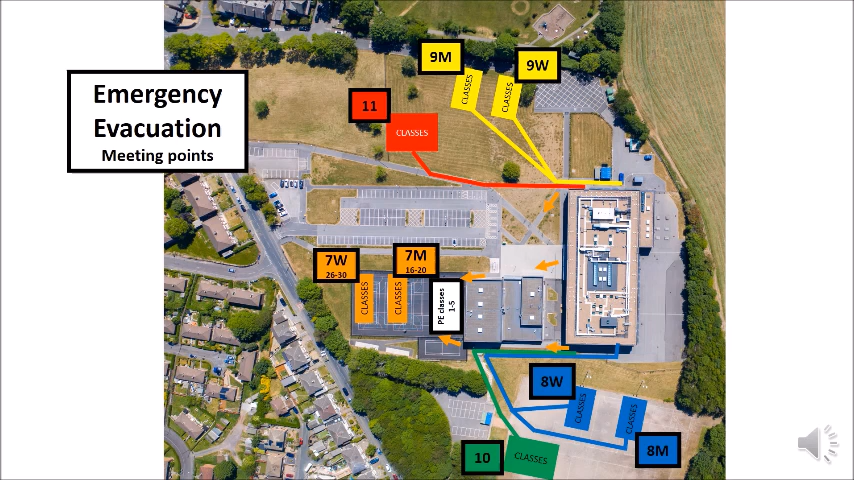 Emergency
Evacuation
Meeting points
9M
9W
CLASSES
CLASSES
11
CLASSES
7W
26-30
7M
16-20
CLASSES
CLASSES
PE classes
1-5
8W
CLASSES
CLASSES
8M
10
CLASSES